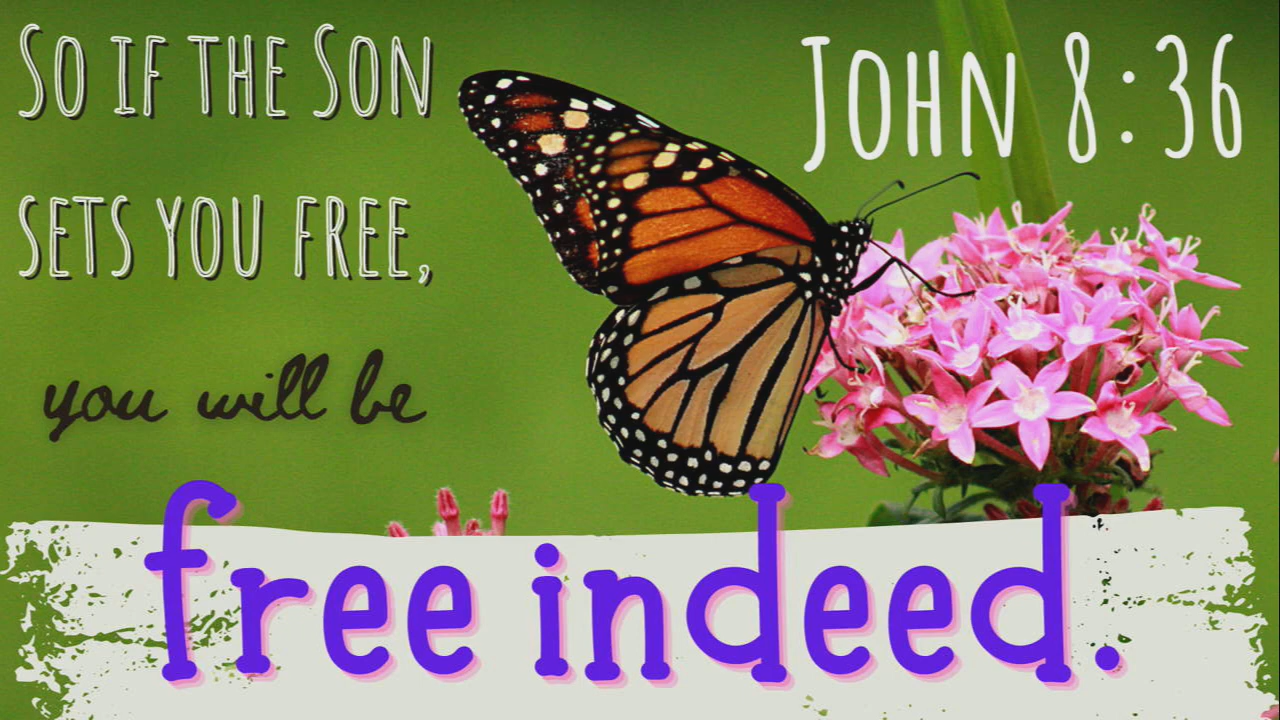 So if the Son
sets you free,
you will be
free indeed.
John 8:36